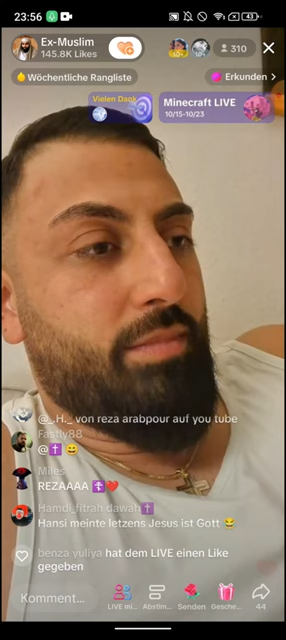 23:56
43
Ex-Muslim
145.8K Likes
310
Wöchentliche Rangliste
Erkunden >
Vielen Dank
Minecraft LIVE
10/15-10/23
@_.H._ von reza arabpour auf you tube
Fastly88
@✝️ 😄
Miles
REZAAAA ✝️❤️
Hamdi_fitrah dawah✝️
Hansi meinte letzens Jesus ist Gott 😂
benza yuliya hat dem LIVE einen Like
gegeben
Kommentar...
LIVE mi...
Abstim...
Senden
Gesche...
44